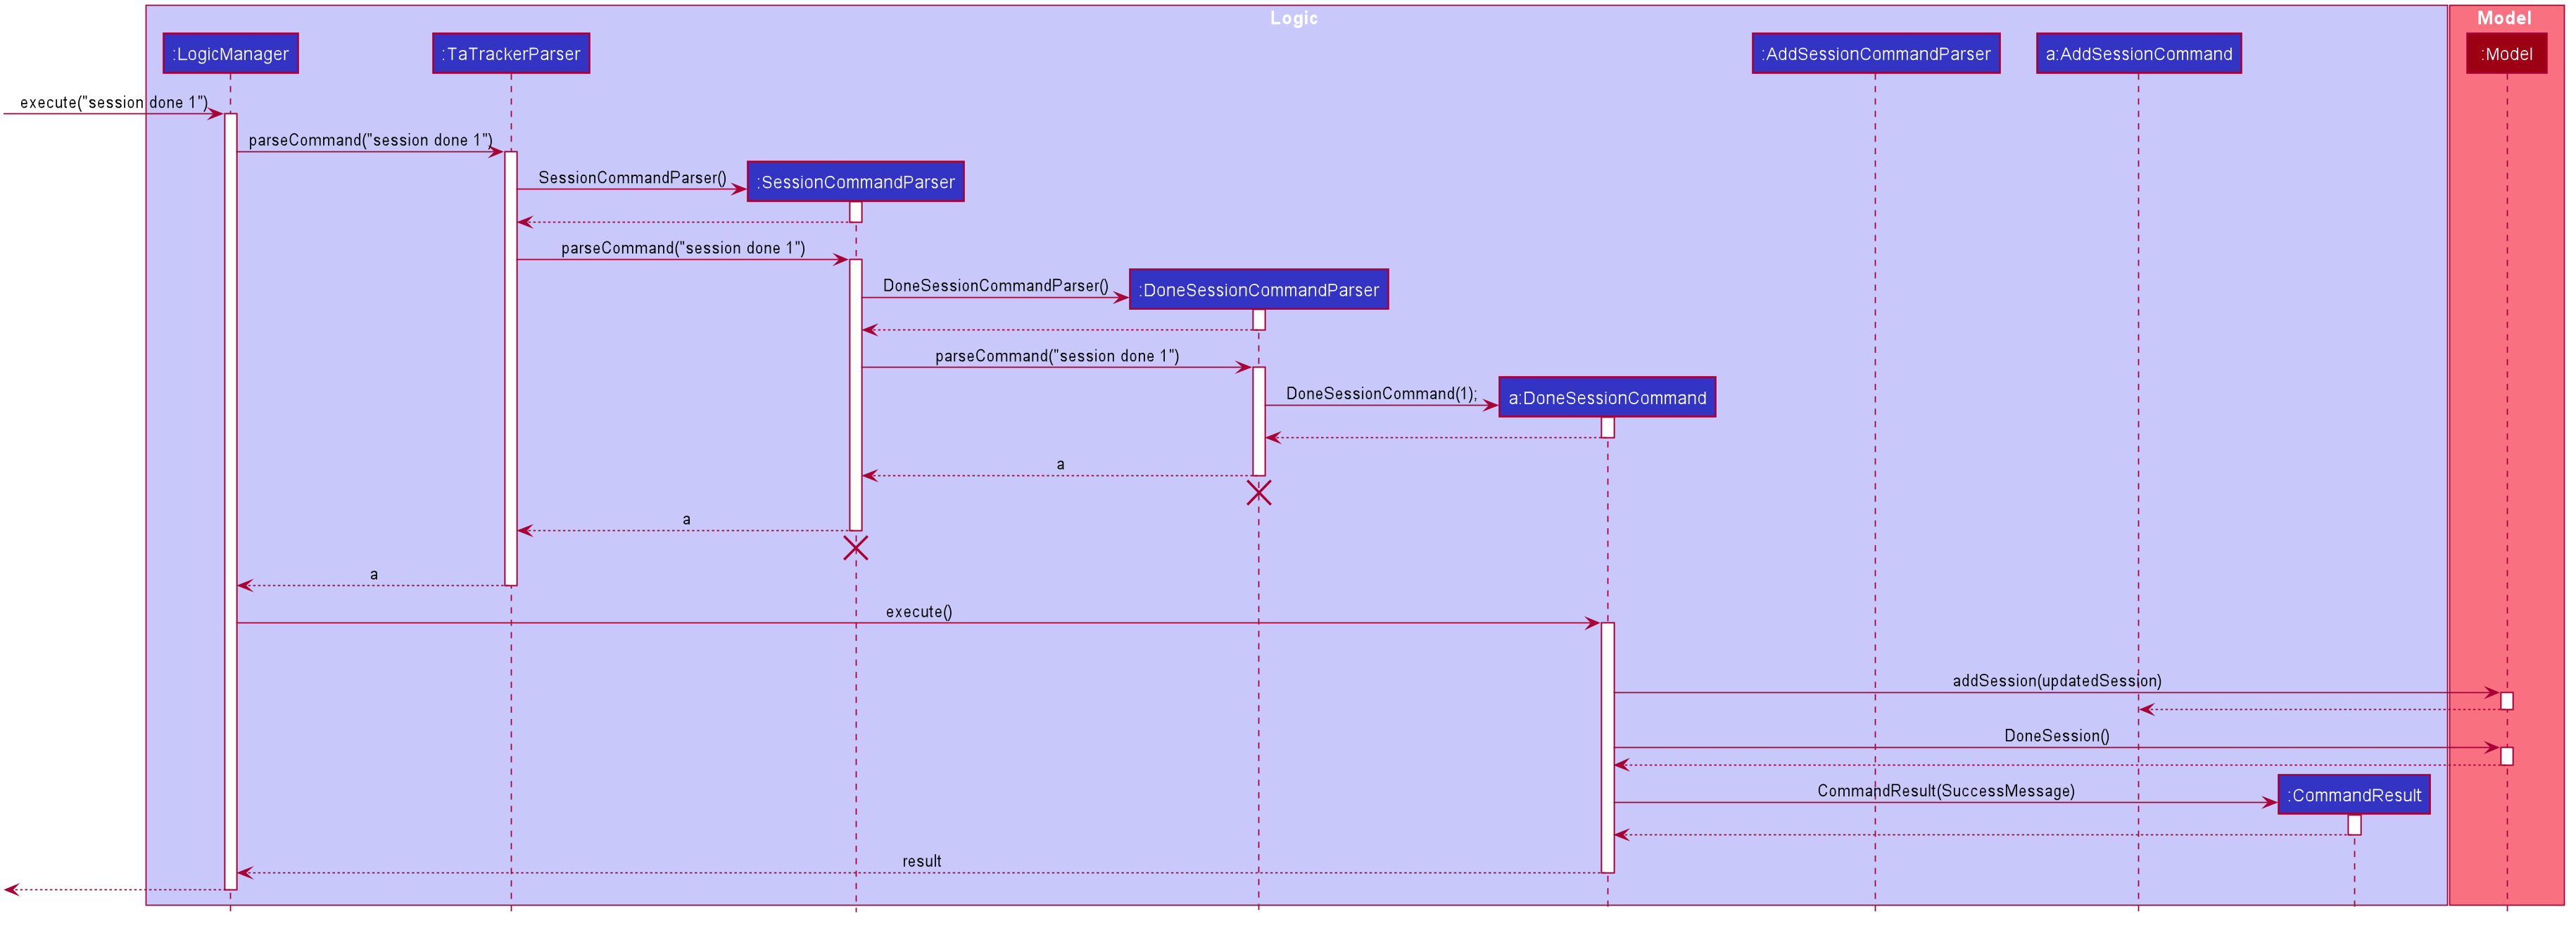 Logic
Model
:LogicManager
:TaTrackerParser
:AddSessionCommandParser
a:AddSessionCommand
:Model
execute("session done 1")
parseCommand("session done 1")
SessionCommandParser()
:SessionCommandParser
parseCommand("session done 1")
DoneSessionCommandParser()
:DoneSessionCommandParser
parseCommand("session done 1")
DoneSessionCommand(1);
a:DoneSessionCommand
a
a
a
execute()
addSession(updatedSession)
DoneSession()
CommandResult(SuccessMessage)
:CommandResult
result